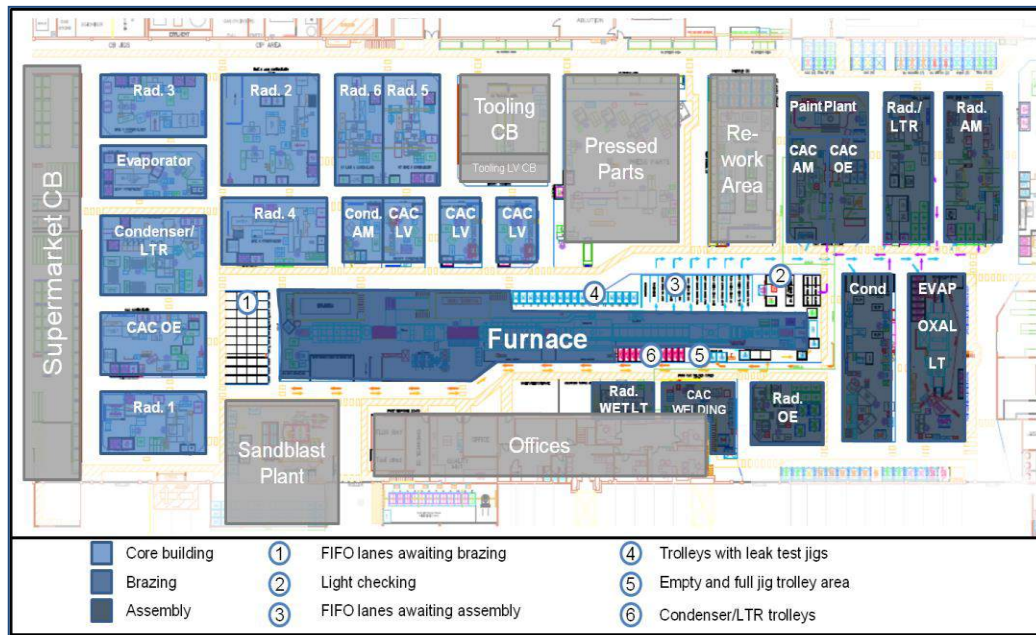 ABLUTION
CB JIGS
CIP AREA
Supermarket CB
Rad. 3
Rad. 2
Rad. 6
Rad. 5
Tooling
CB
Tooling LV CB
Pressed
Parts
Re-
work
Area
Paint Plant
CAC
AM
CAC
OE
Rad./
LTR
Rad.
AM
Evaporator
Condenser/
LTR
Rad. 4
Cond.
AM
CAC
LV
CAC
LV
CAC
LV
CAC OE
Rad. 1
1
4
3
2
Furnace
6
5
Cond
EVAP
OXAL
LT
Rad.
WET LT
CAC
WELDING
Rad.
OE
Sandblast
Plant
Offices
Core building
Brazing
Assembly
1 FIFO lanes awaiting brazing
2 Light checking
3 FIFO lanes awaiting assembly
4 Trolleys with leak test jigs
5 Empty and full jig trolley area
6 Condenser/LTR trolleys